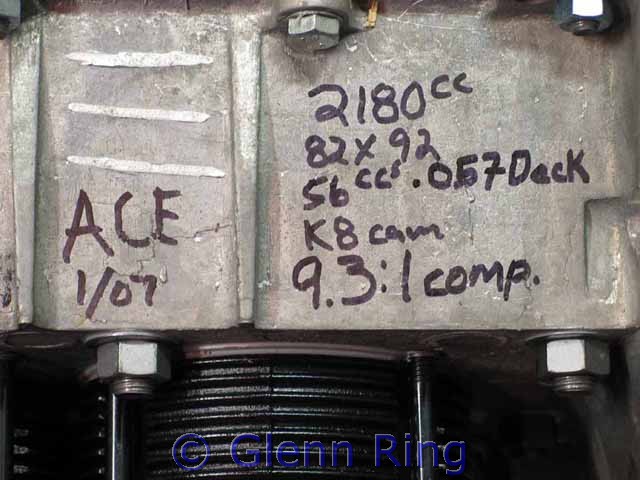 2180cc
82x92
56cc's .057 Deck
K8 cam
9.3:1 comp.
ACE
1/07
© Glenn Ring